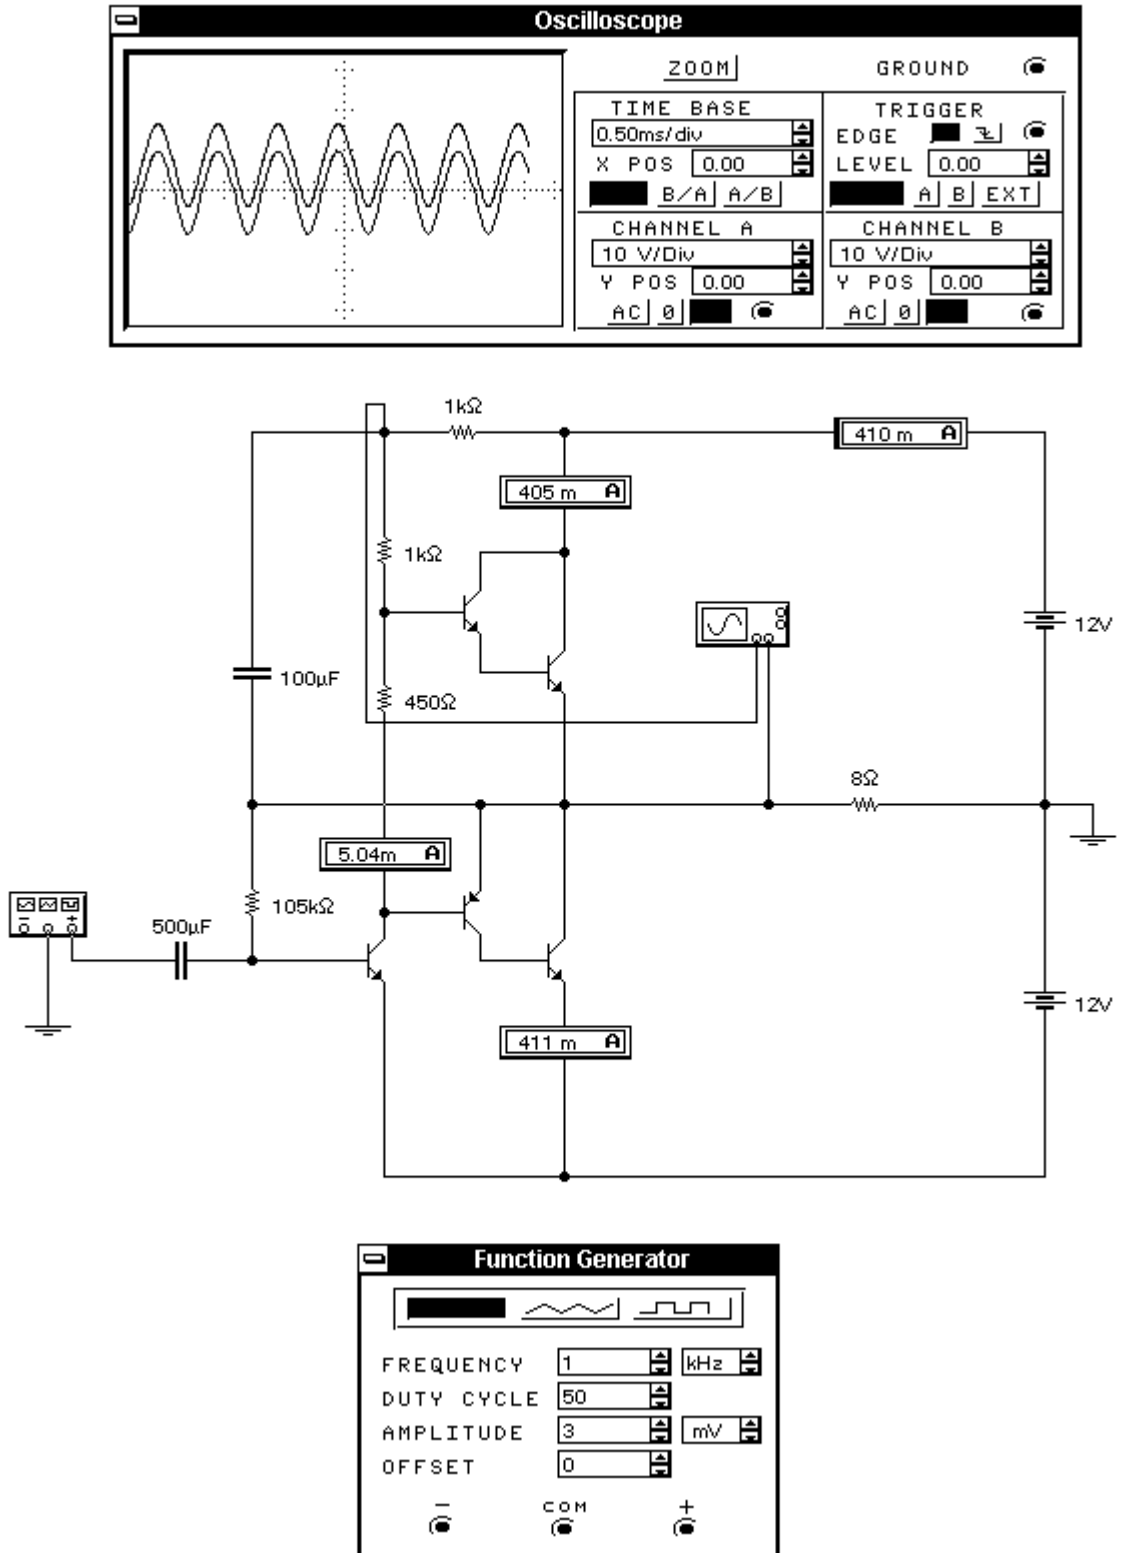 Oscilloscope
ZOOM
GROUND
TIME BASE
0.50ms/div
X POS 0.00
B/A A/B
TRIGGER
EDGE
LEVEL 0.00
A B EXT
CHANNEL A
10 V/Div
Y POS 0.00
AC 0
CHANNEL B
10 V/Div
Y POS 0.00
AC 0
1kΩ
410 m A
405 m A
1kΩ
12V
100µF
450Ω
8Ω
5.04m A
105kΩ
500µF
- +
12V
411 m A
Function Generator
FREQUENCY 1 kHz
DUTY CYCLE 50
AMPLITUDE 3 mV
OFFSET 0
- COM +